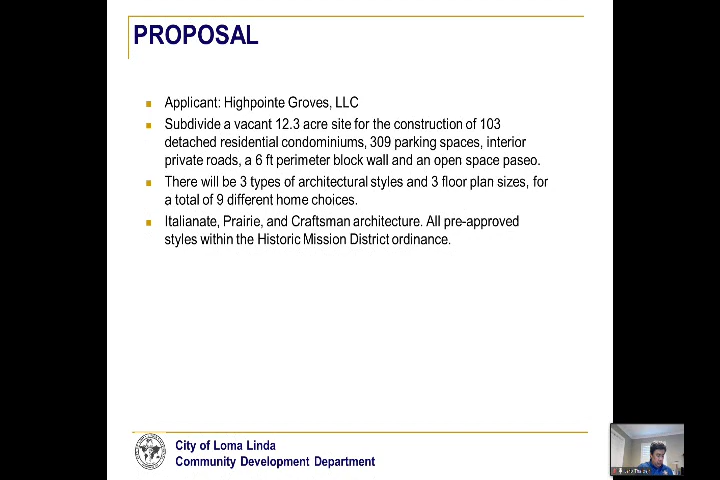 PROPOSAL
Applicant: Highpointe Groves, LLC
Subdivide a vacant 12.3 acre site for the construction of 103
detached residential condominiums, 309 parking spaces, interior
private roads, a 6 ft perimeter block wall and an open space paseo.
There will be 3 types of architectural styles and 3 floor plan sizes, for
a total of 9 different home choices.
Italianate, Prairie, and Craftsman architecture. All pre-approved
styles within the Historic Mission District ordinance.
City of Loma Linda
Community Development Department